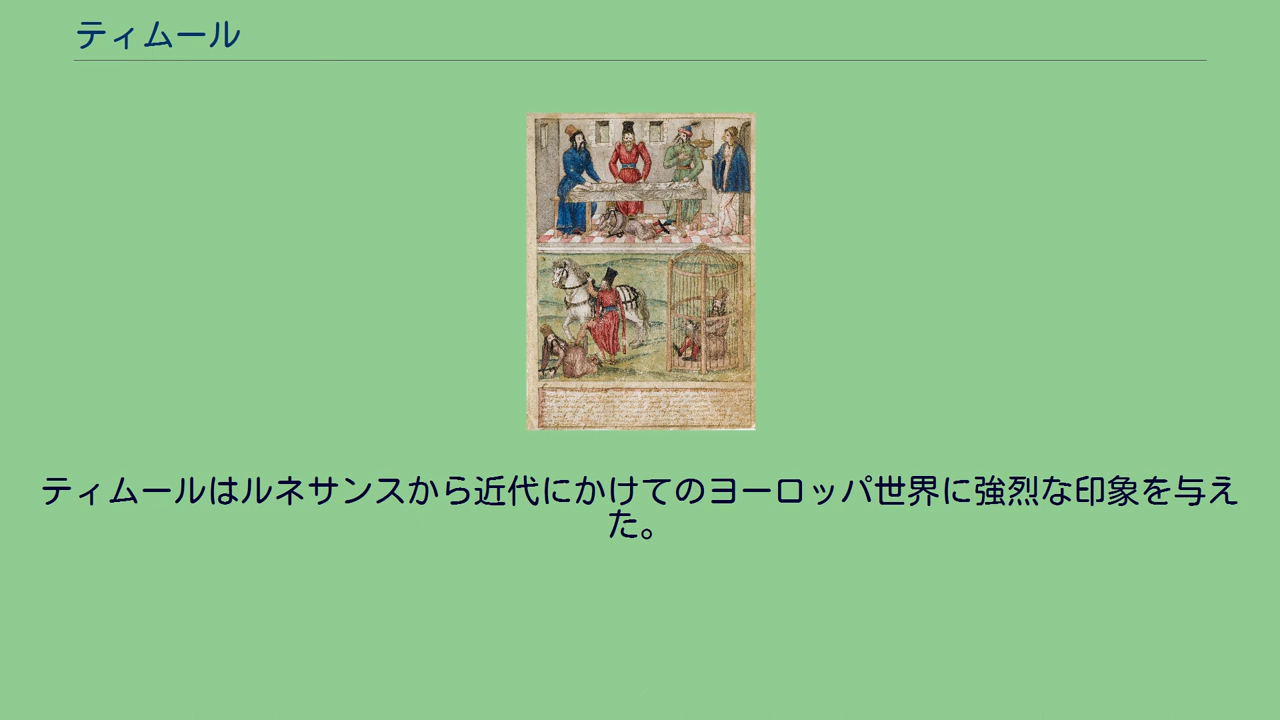 ティムール
ティムールはルネサンスから近代にかけてのヨーロッパ世界に強烈な印象を与え
た。